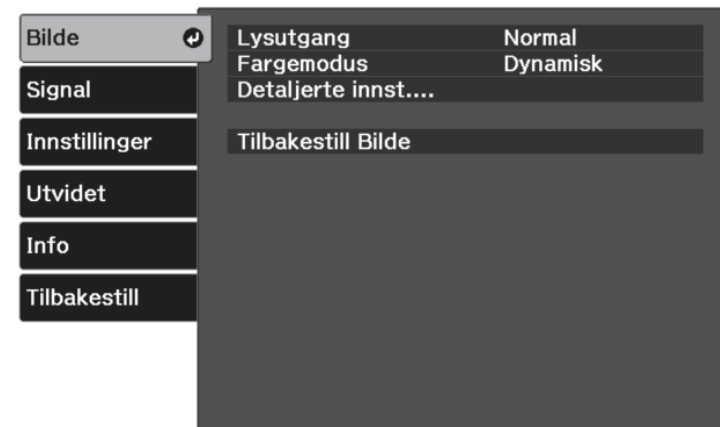 Bilde
Signal
Innstillinger
Utvidet
Info
Tilbakestill
Lysutgang Normal
Fargemodus Dynamisk
Detaljerte innst....
Tilbakestill Bilde